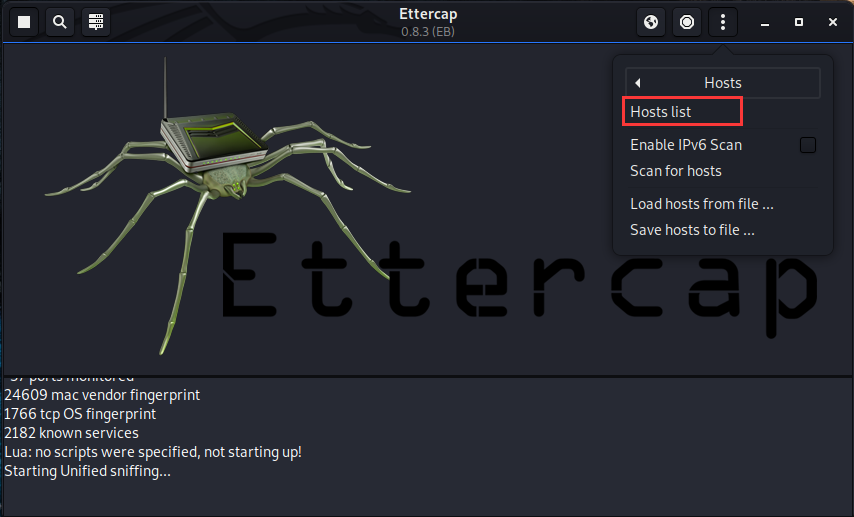 Ettercap
0.8.3 (EB)
Hosts
Hosts list
Enable IPv6 Scan
Scan for hosts
Load hosts from file ...
Save hosts to file ...
Ettercap
57 ports monitored
24609 mac vendor fingerprint
1766 tcp OS fingerprint
2182 known services
Lua: no scripts were specified, not starting up!
Starting Unified sniffing...